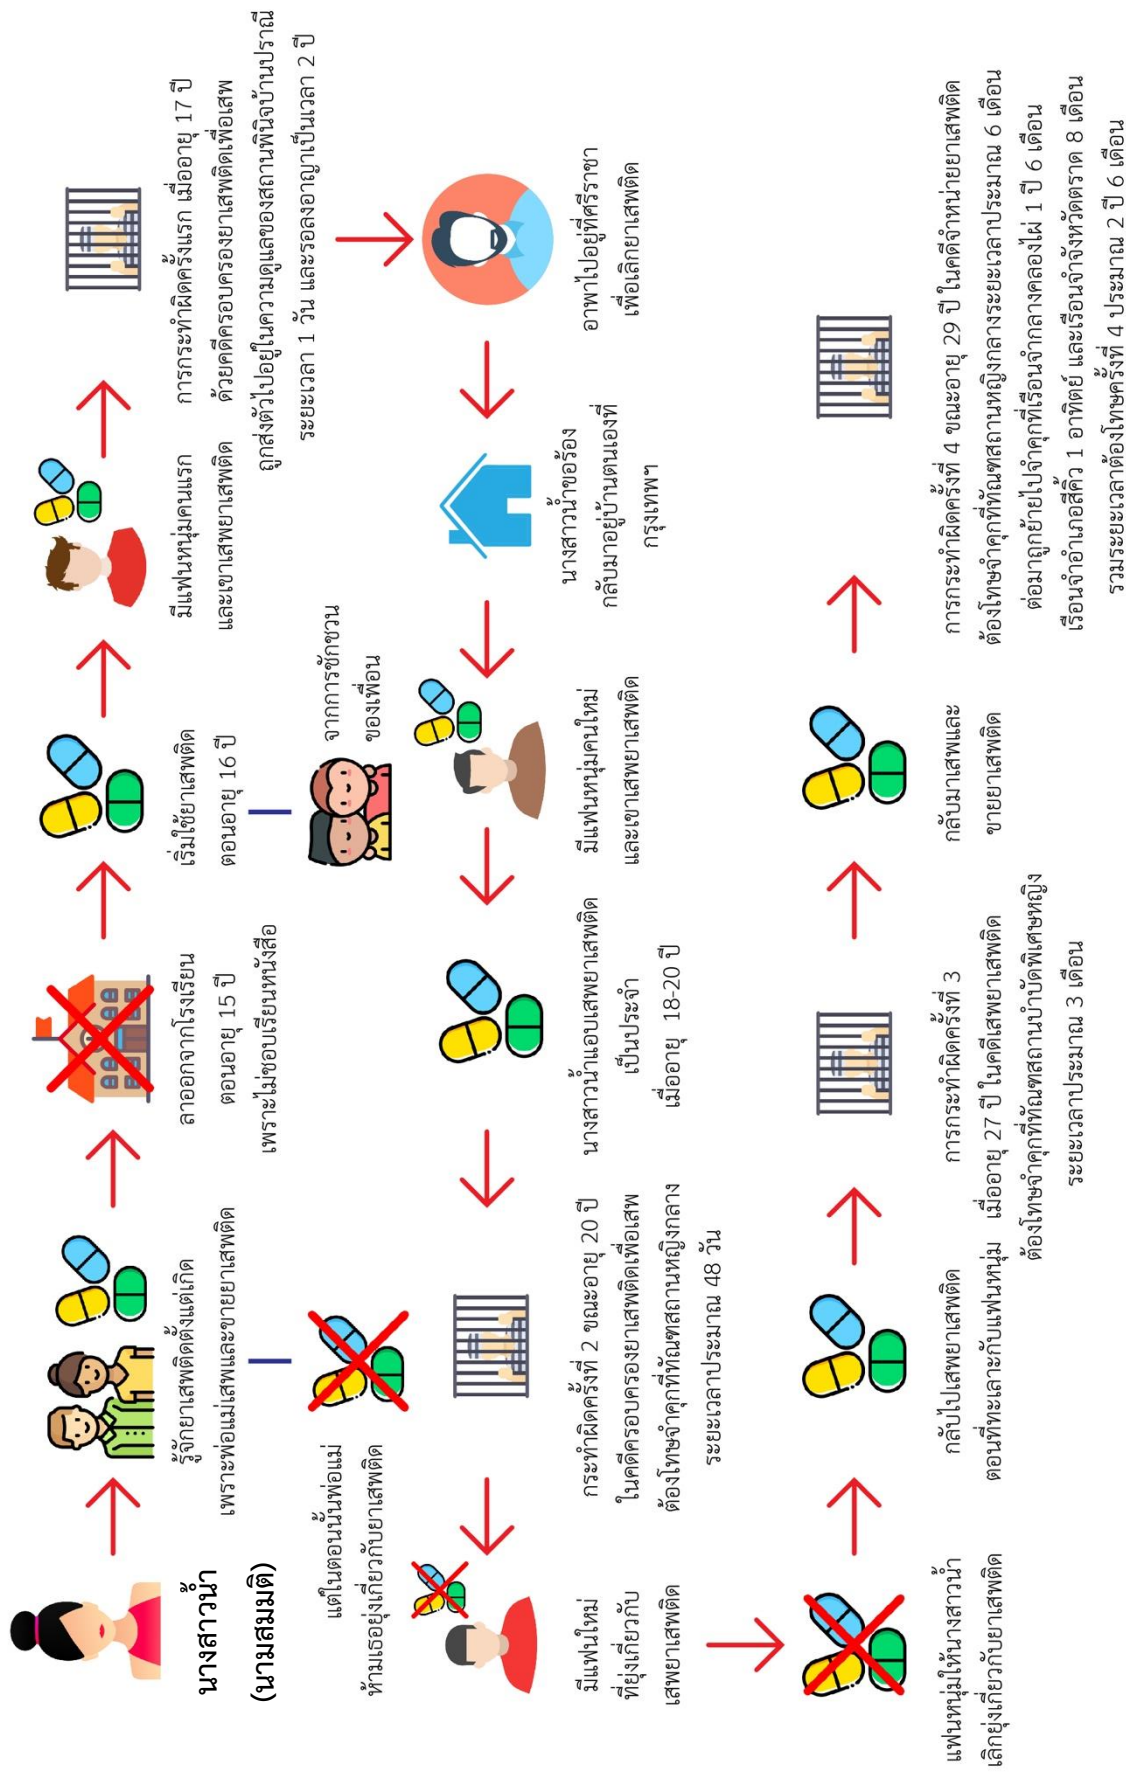 นางสาวน้ำ
(นามสมมติ)
รู้จักยาเสพติดตั้งแต่เกิด
เพราะพ่อแม่เสพและขายยาเสพติด
แต่ในตอนนั้นพ่อแม่
ห้ามเธอยุ่งเกี่ยวกับยาเสพติด
ลาออกจากโรงเรียน
ตอนอายุ 15 ปี
เพราะไม่ชอบเรียนหนังสือ
เริ่มใช้ยาเสพติด
ตอนอายุ 16 ปี
จากการชักชวน
ของเพื่อน
มีแฟนหนุ่มคนแรก
และเขาเสพยาเสพติด
การกระทำผิดครั้งแรก เมื่ออายุ 17 ปี
ด้วยคดีครอบครองยาเสพติดเพื่อเสพ
ถูกส่งตัวไปอยู่ในความดูแลของสถานพินิจบ้านปราณี
ระยะเวลา 1 วัน และรอลงอาญาเป็นเวลา 2 ปี
อาพาไปอยู่ที่ศรีราชา
เพื่อเลิกยาเสพติด
นางสาวน้ำขอร้อง
กลับมาอยู่บ้านตนเองที่
กรุงเทพฯ
มีแฟนหนุ่มคนใหม่
และเขาเสพยาเสพติด
นางสาวน้ำแอบเสพยาเสพติด
เป็นประจำ
เมื่ออายุ 18-20 ปี
กระทำผิดครั้งที่ 2 ขณะอายุ 20 ปี
ในคดีครอบครองยาเสพติดเพื่อเสพ
ต้องโทษจำคุกที่ทัณฑสถานหญิงกลาง
ระยะเวลาประมาณ 48 วัน
มีแฟนใหม่
ที่ยุ่งเกี่ยวกับ
เสพยาเสพติด
แฟนหนุ่มให้นางสาวน้ำ
เลิกยุ่งเกี่ยวกับยาเสพติด
กลับไปเสพยาเสพติด
ตอนที่ทะเลาะกับแฟนหนุ่ม
การกระทำผิดครั้งที่ 3
เมื่ออายุ 27 ปี ในคดีเสพยาเสพติด
ต้องโทษจำคุกที่ทัณฑสถานบำบัดพิเศษหญิง
ระยะเวลาประมาณ 3 เดือน
กลับมาเสพและ
ขายยาเสพติด
การกระทำผิดครั้งที่ 4 ขณะอายุ 29 ปี ในคดีจำหน่ายยาเสพติด
ต้องโทษจำคุกที่ทัณฑสถานหญิงกลางระยะเวลาประมาณ 6 เดือน
ต่อมาถูกย้ายไปจำคุกที่เรือนจำกลางคลองไผ่ 1 ปี 6 เดือน
เรือนจำอำเภอสีคิ้ว 1 อาทิตย์ และเรือนจำจังหวัดตราด 8 เดือน
รวมระยะเวลาต้องโทษครั้งที่ 4 ประมาณ 2 ปี 6 เดือน